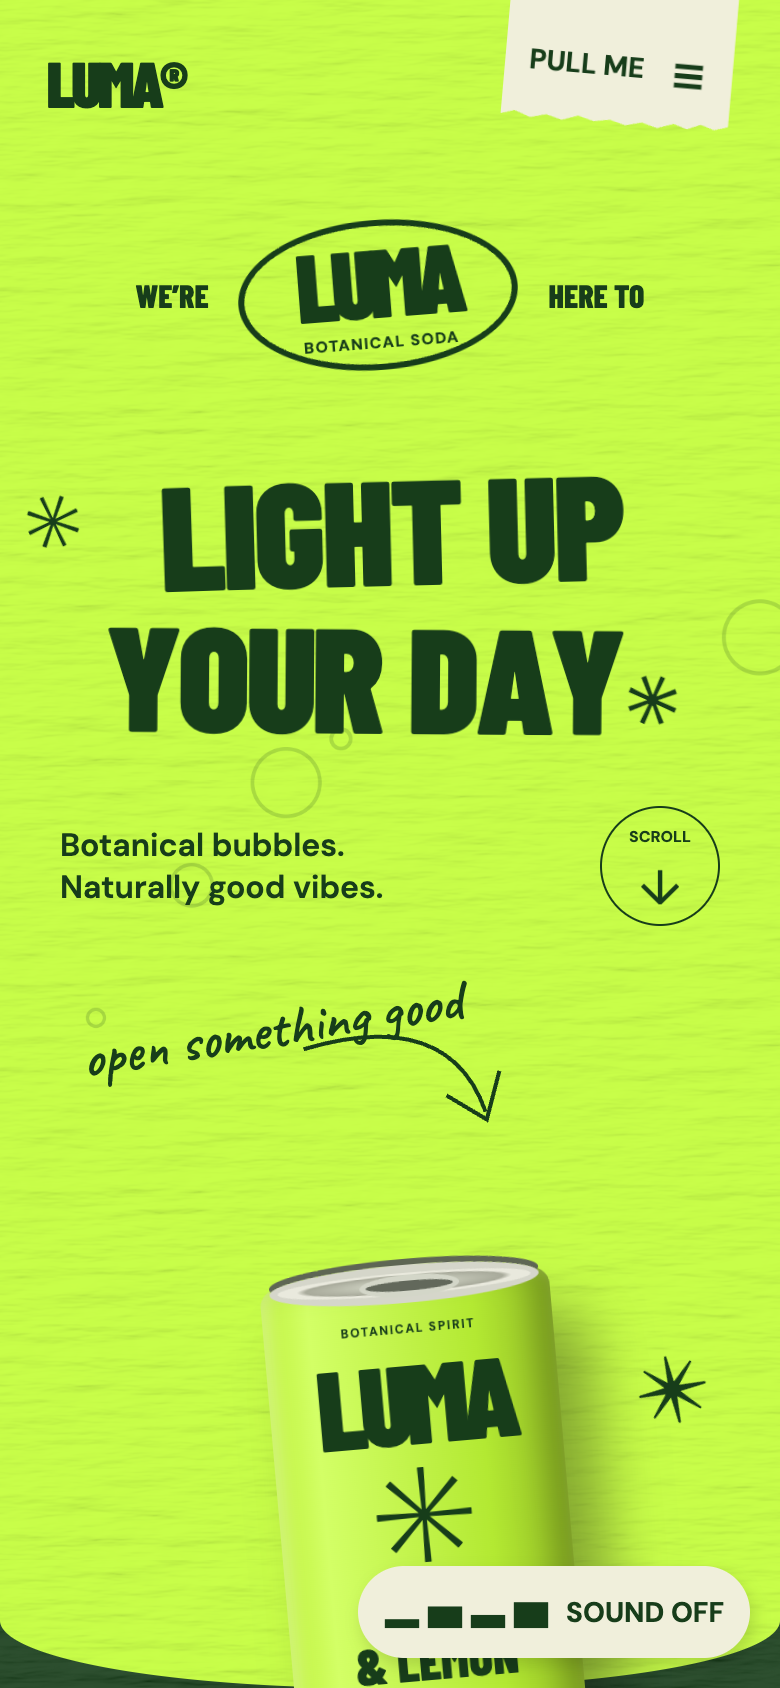 LUMA®
PULL ME
WE'RE
LUMA
BOTANICAL SODA
HERE TO
LIGHT UP
YOUR DAY
Botanical bubbles.
Naturally good vibes.
SCROLL
open something good
BOTANICAL SPIRIT
LUMA
& LEMON
SOUND OFF